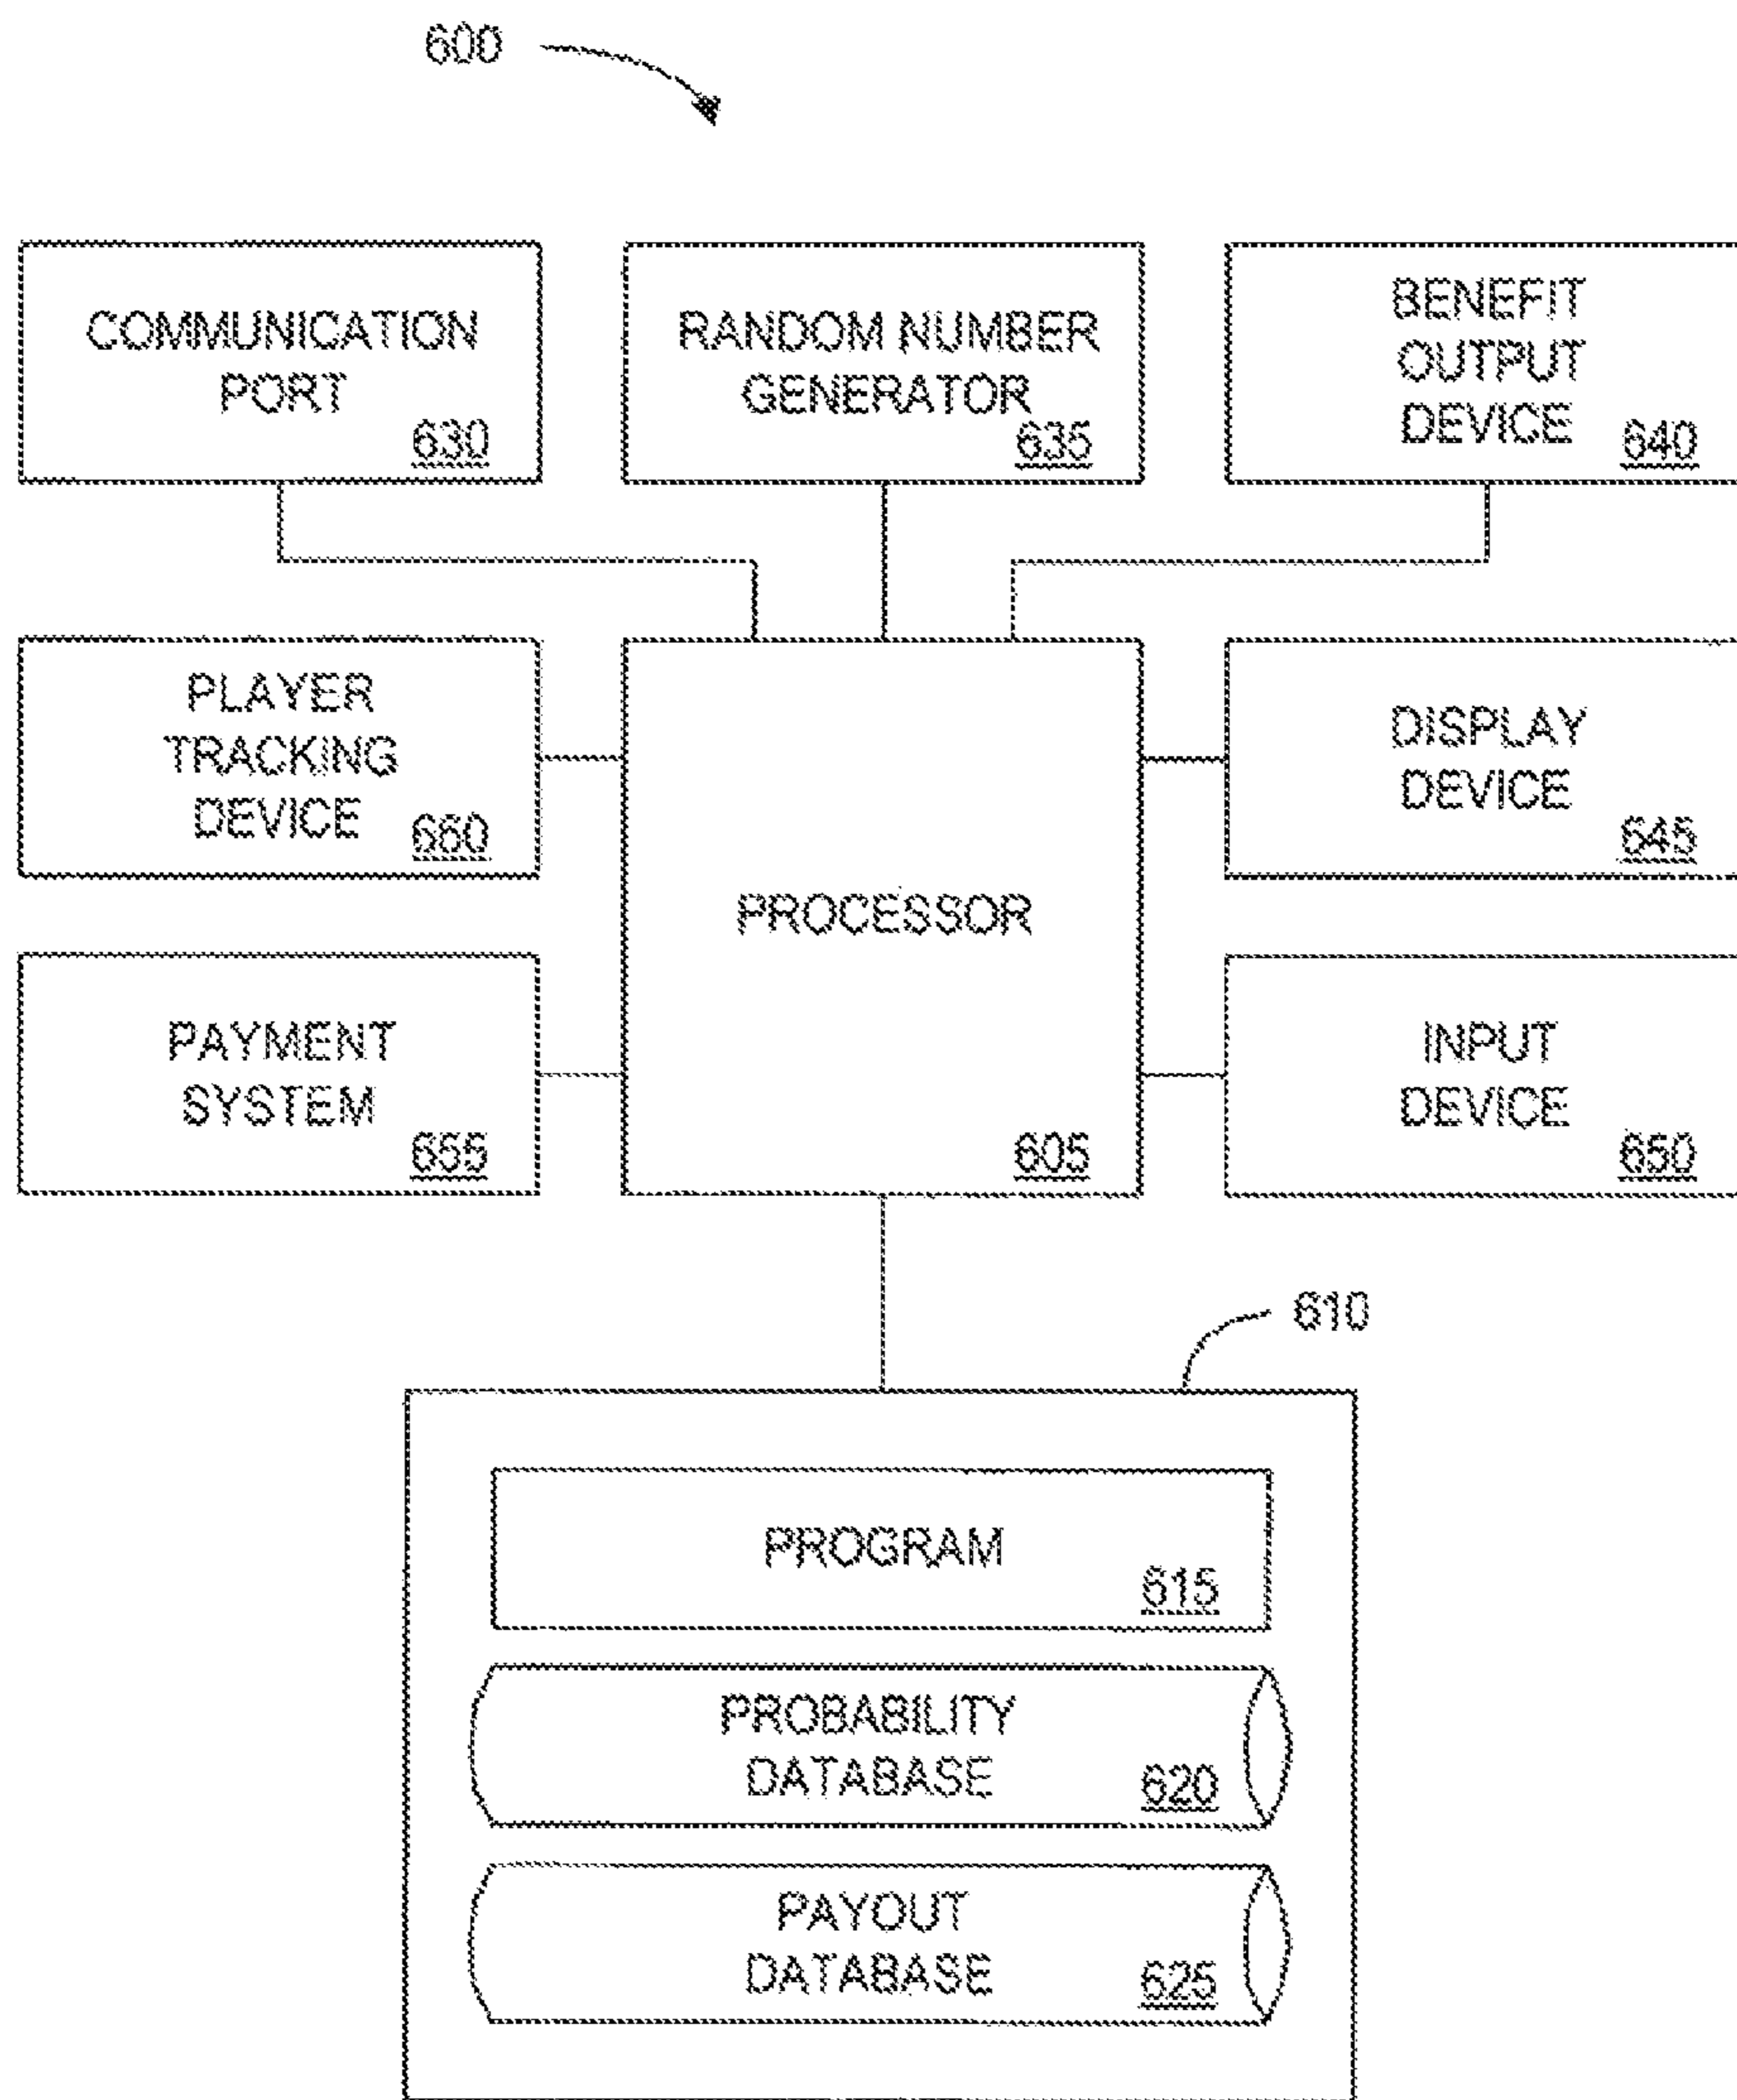 600
COMMUNICATION
PORT
630
RANDOM NUMBER
GENERATOR
635
BENEFIT
OUTPUT
DEVICE
640
PLAYER
TRACKING
DEVICE
660
PROCESSOR
605
DISPLAY
DEVICE
645
PAYMENT
SYSTEM
655
INPUT
DEVICE
650
610
PROGRAM
615
PROBABILITY
DATABASE
620
PAYOUT
DATABASE
625